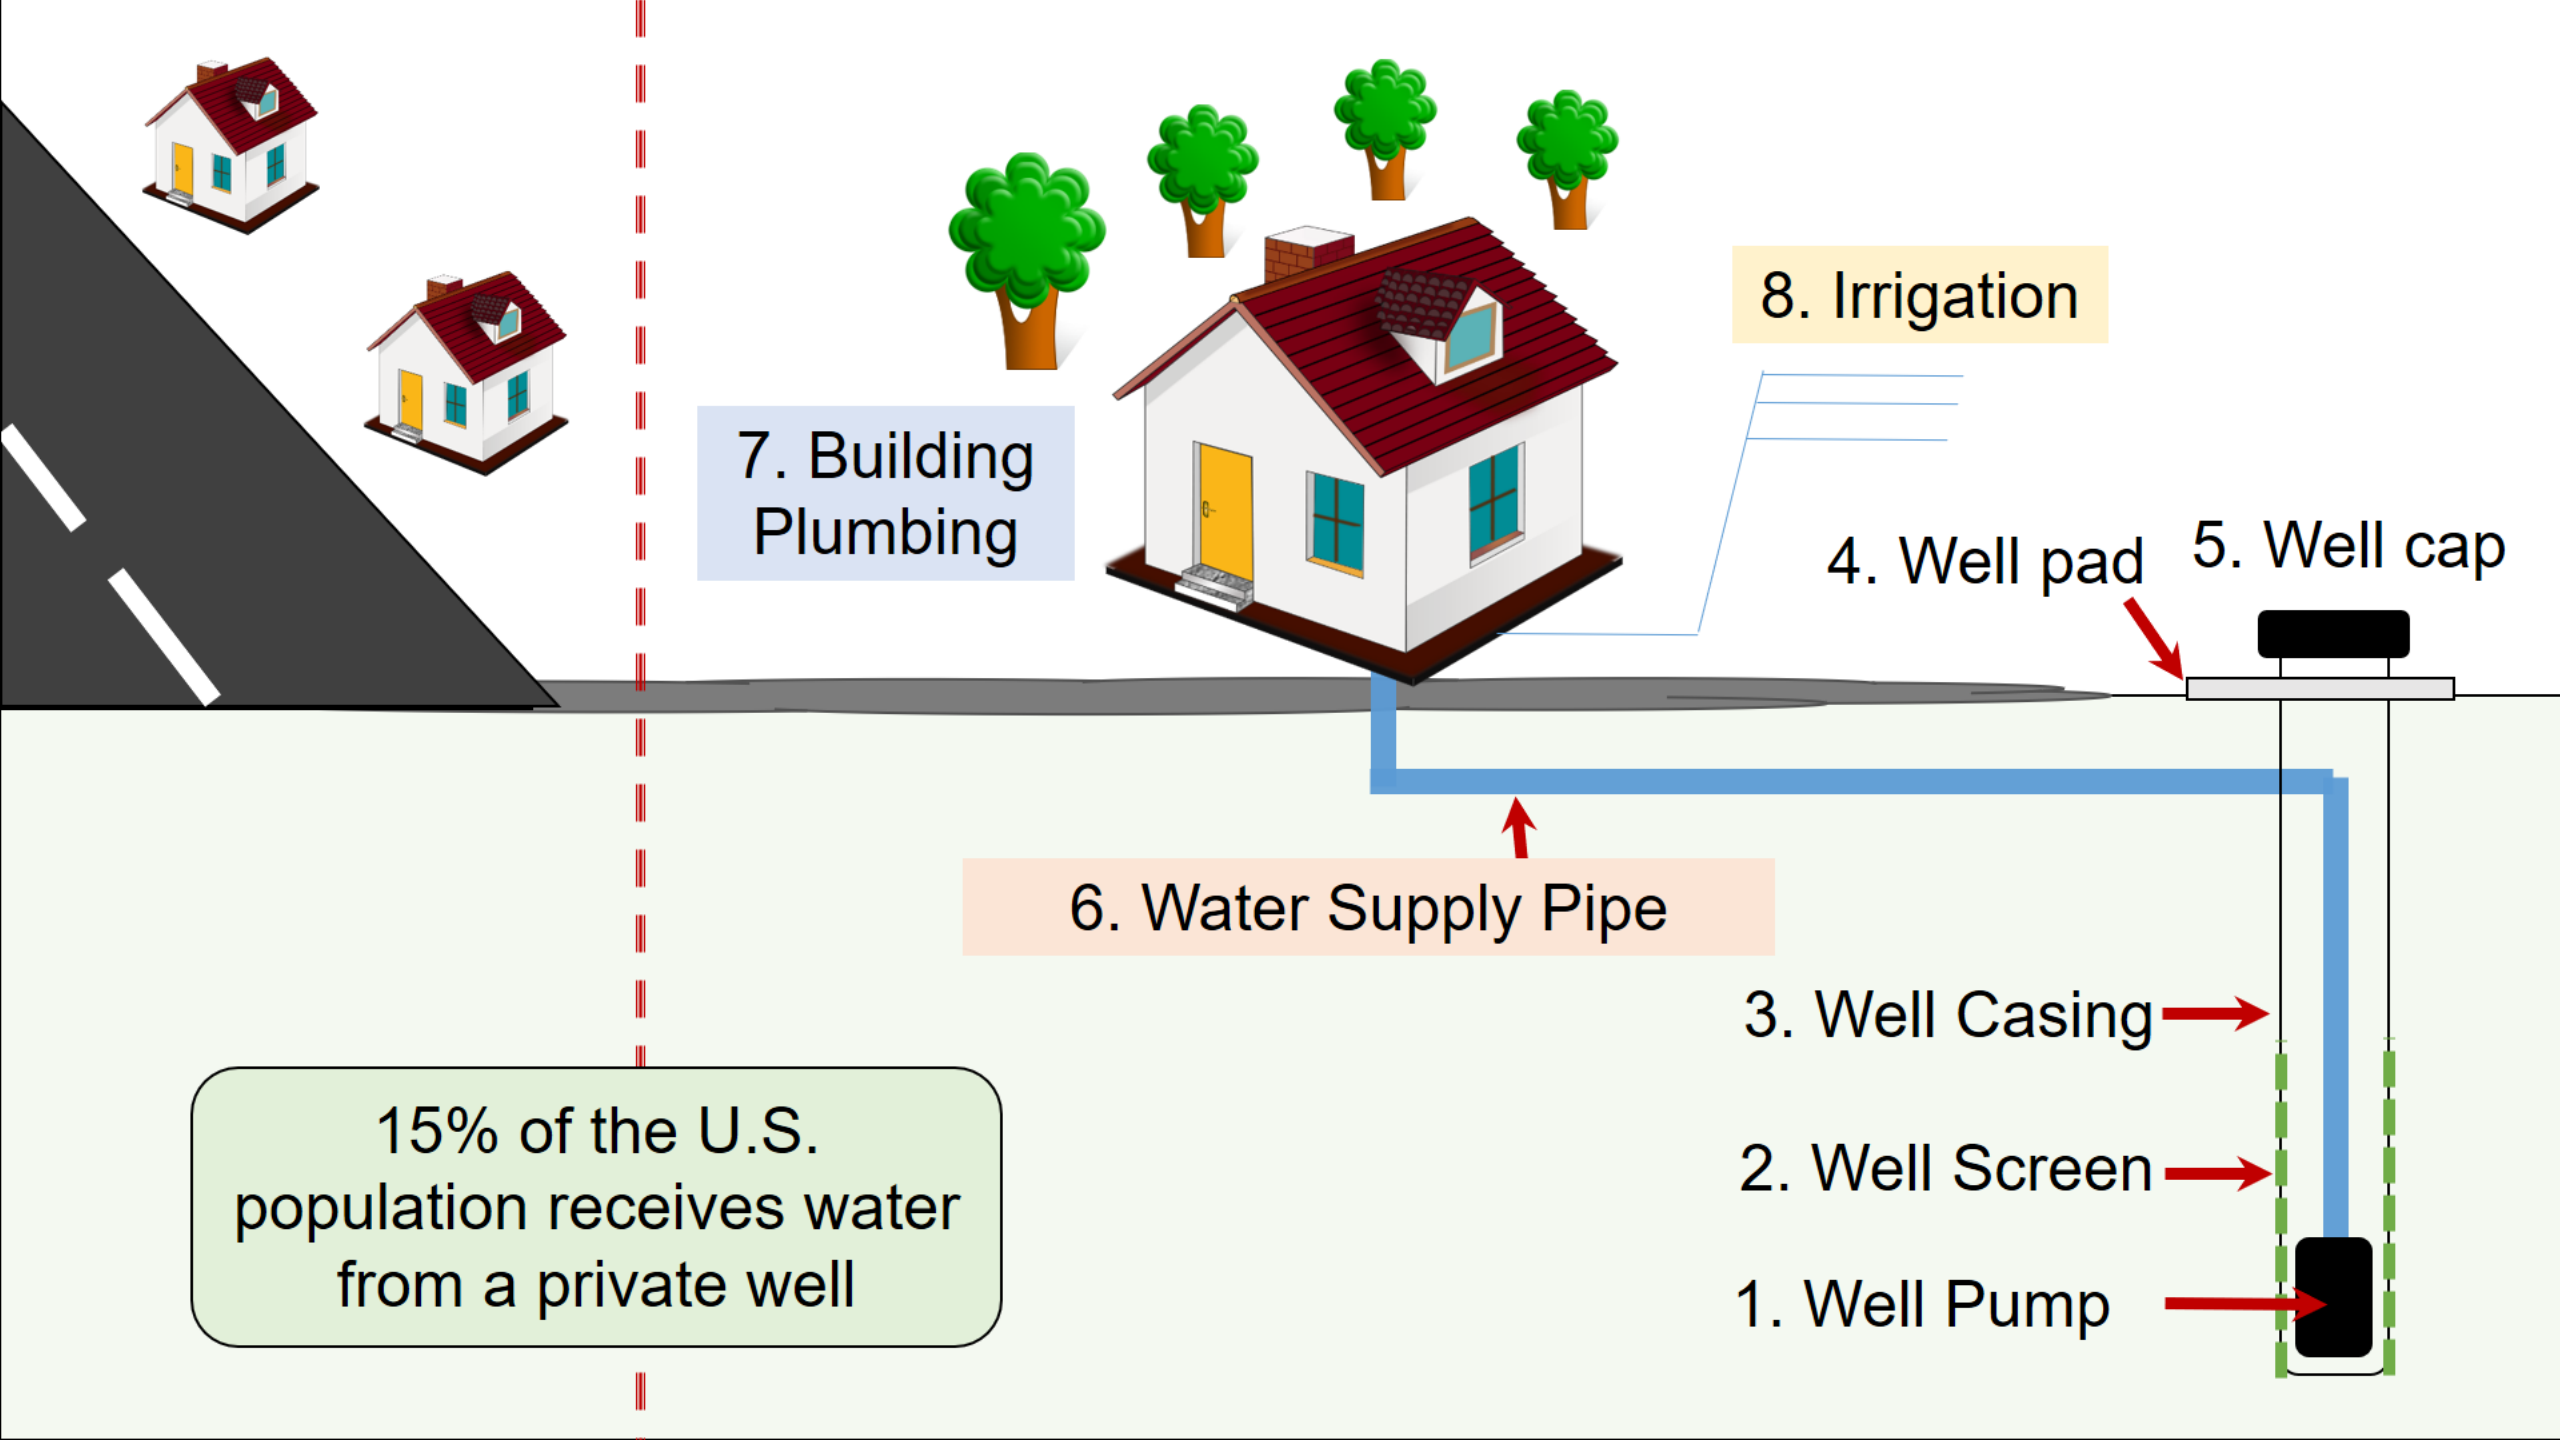 8. Irrigation
7. Building
Plumbing
4. Well pad
5. Well cap
6. Water Supply Pipe
3. Well Casing
2. Well Screen
1. Well Pump
15% of the U.S.
population receives water
from a private well